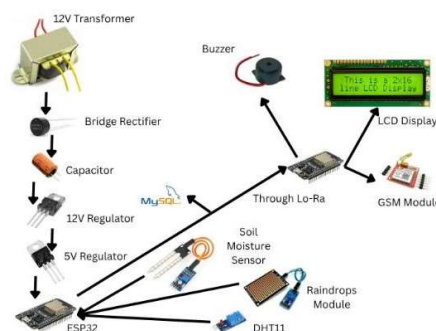 12V Transformer
Buzzer
This is a 2x16
line LCD Display
LCD Display
Bridge Rectifier
Capacitor
12V Regulator
MySQL
Through Lo-Ra
GSM Module
5V Regulator
Soil
Moisture
Sensor
Raindrops
Module
ESP32
DHT11